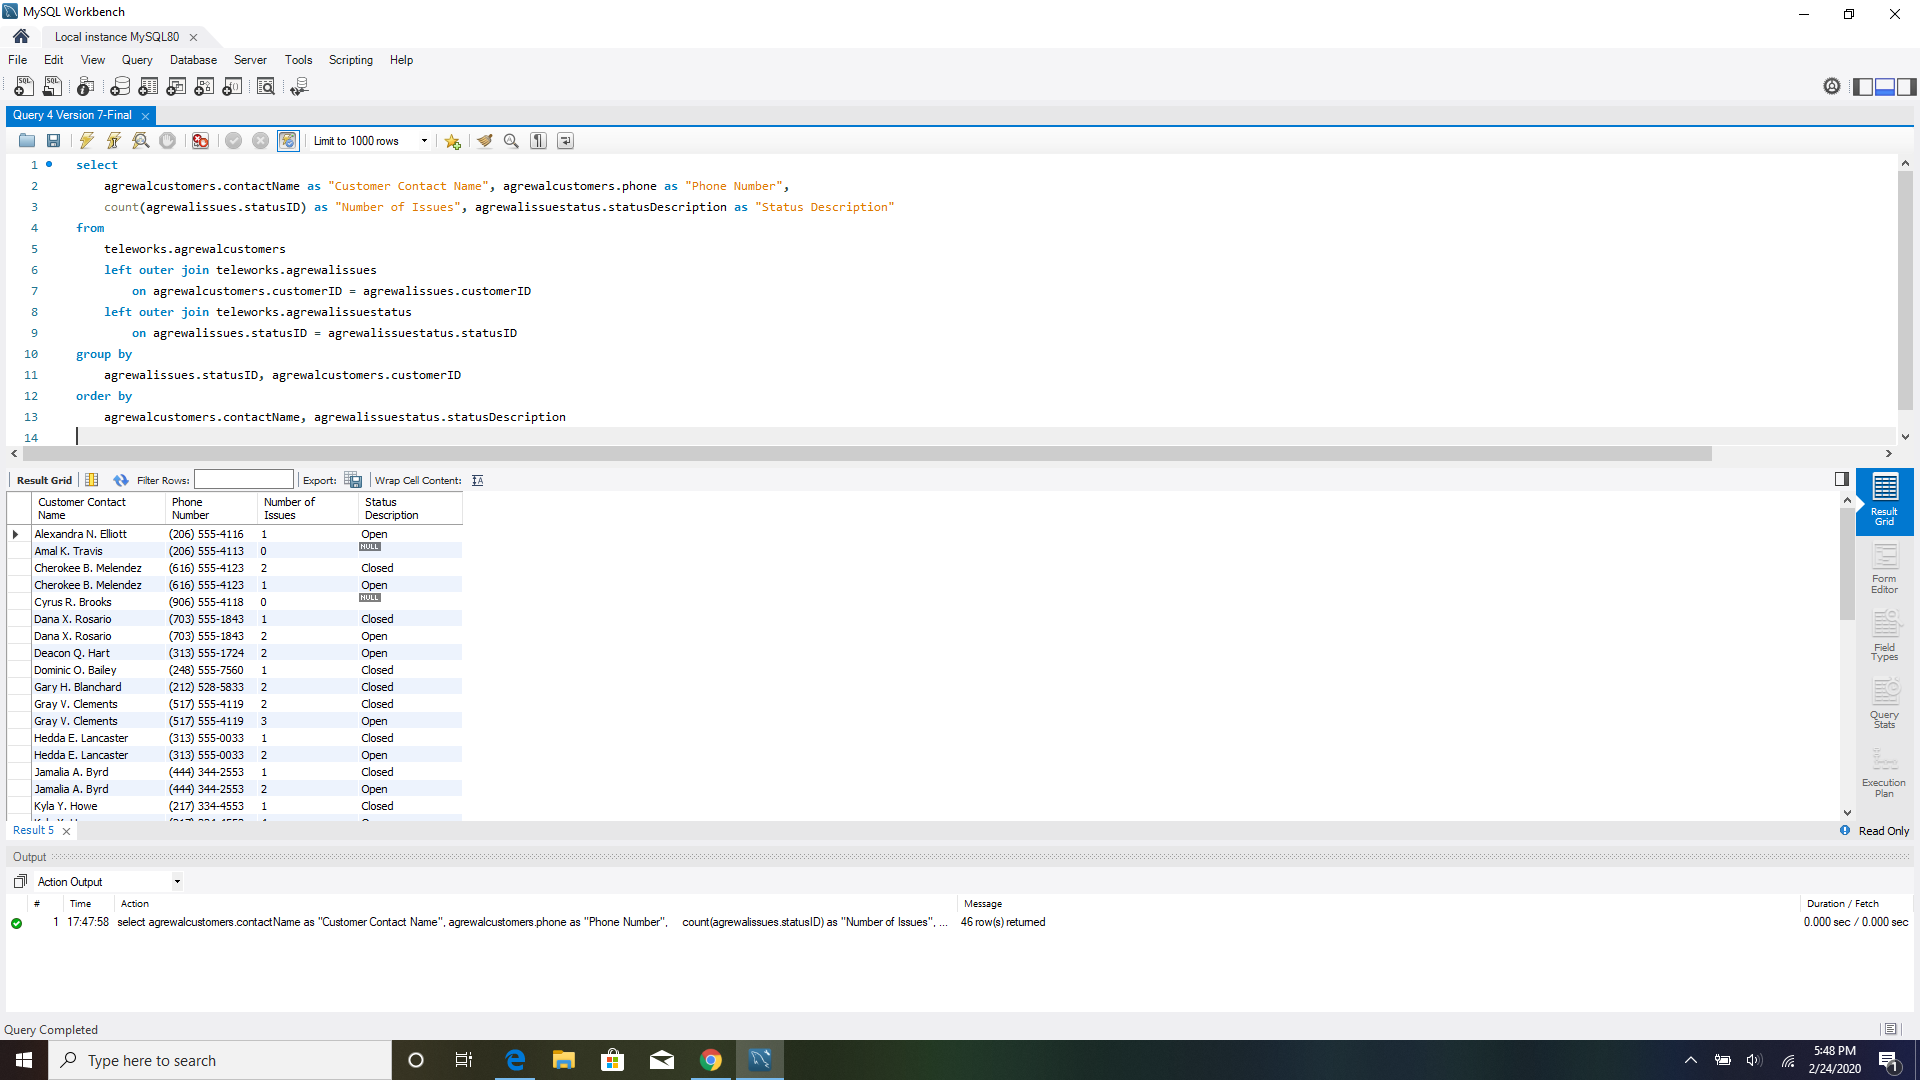 MySQL Workbench
Local instance MySQL80
File Edit View Query Database Server Tools Scripting Help
Query 4 Version 7-Final
Limit to 1000 rows
1 select
2 agrewalcustomers.contactName as "Customer Contact Name", agrewalcustomers.phone as "Phone Number",
3 count(agrewalissues.statusID) as "Number of Issues", agrewalissuestatus.statusDescription as "Status Description"
4 from
5 teleworks.agrewalcustomers
6 left outer join teleworks.agrewalissues
7 on agrewalcustomers.customerID = agrewalissues.customerID
8 left outer join teleworks.agrewalissuestatus
9 on agrewalissues.statusID = agrewalissuestatus.statusID
10 group by
11 agrewalissues.statusID, agrewalcustomers.customerID
12 order by
13 agrewalcustomers.contactName, agrewalissuestatus.statusDescription
14
Result Grid Filter Rows: Export: Wrap Cell Content:
Customer Contact Name Phone Number Number of Issues Status Description
Alexandra N. Elliott (206) 555-4116 1 Open
Amal K. Travis (206) 555-4113 0 NULL
Cherokee B. Melendez (616) 555-4123 2 Closed
Cherokee B. Melendez (616) 555-4123 1 Open
Cyrus R. Brooks (906) 555-4118 0 NULL
Dana X. Rosario (703) 555-1843 1 Closed
Dana X. Rosario (703) 555-1843 2 Open
Deacon Q. Hart (313) 555-1724 2 Open
Dominic O. Bailey (248) 555-7560 1 Closed
Gary H. Blanchard (212) 528-5833 2 Closed
Gray V. Clements (517) 555-4119 2 Closed
Gray V. Clements (517) 555-4119 3 Open
Hedda E. Lancaster (313) 555-0033 1 Closed
Hedda E. Lancaster (313) 555-0033 2 Open
Jamalia A. Byrd (444) 344-2553 1 Closed
Jamalia A. Byrd (444) 344-2553 2 Open
Kyla Y. Howe (217) 334-4553 1 Closed
Result Grid
Form Editor
Field Types
Query Stats
Execution Plan
Result 5
Read Only
Output
Action Output
# Time Action Message Duration / Fetch
1 17:47:58 select agrewalcustomers.contactName as "Customer Contact Name", agrewalcustomers.phone as "Phone Number", count(agrewalissues.statusID) as "Number of Issues", ... 46 row(s) returned 0.000 sec / 0.000 sec
Query Completed
Type here to search
5:48 PM
2/24/2020
1